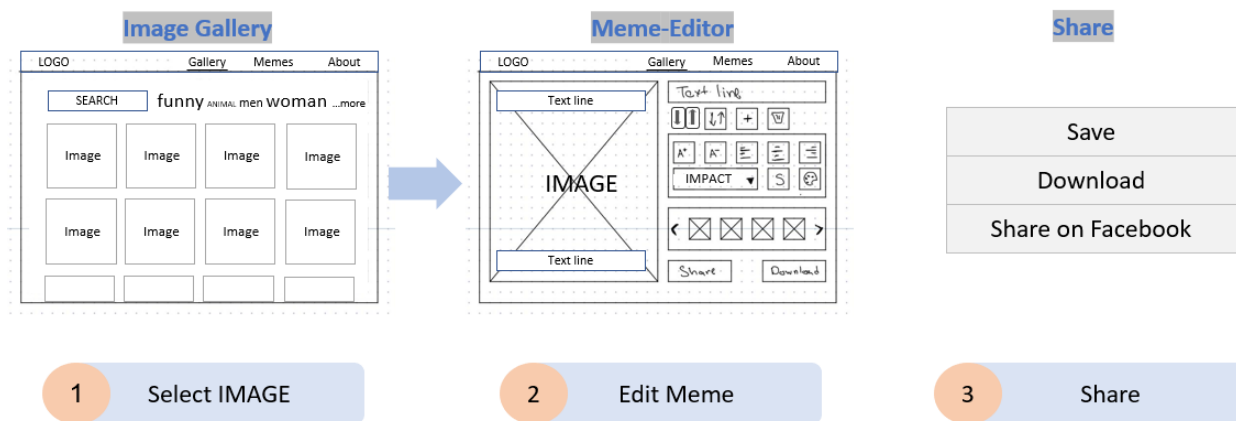 Image Gallery
LOGO Gallery Memes About
SEARCH funny ANIMAL men woman ...more
Image Image Image Image
Image Image Image Image
Meme-Editor
LOGO Gallery Memes About
Text line
IMAGE
Text line
Text line
A+ A-
IMPACT S
Share Download
Share
Save
Download
Share on Facebook
1 Select IMAGE
2 Edit Meme
3 Share